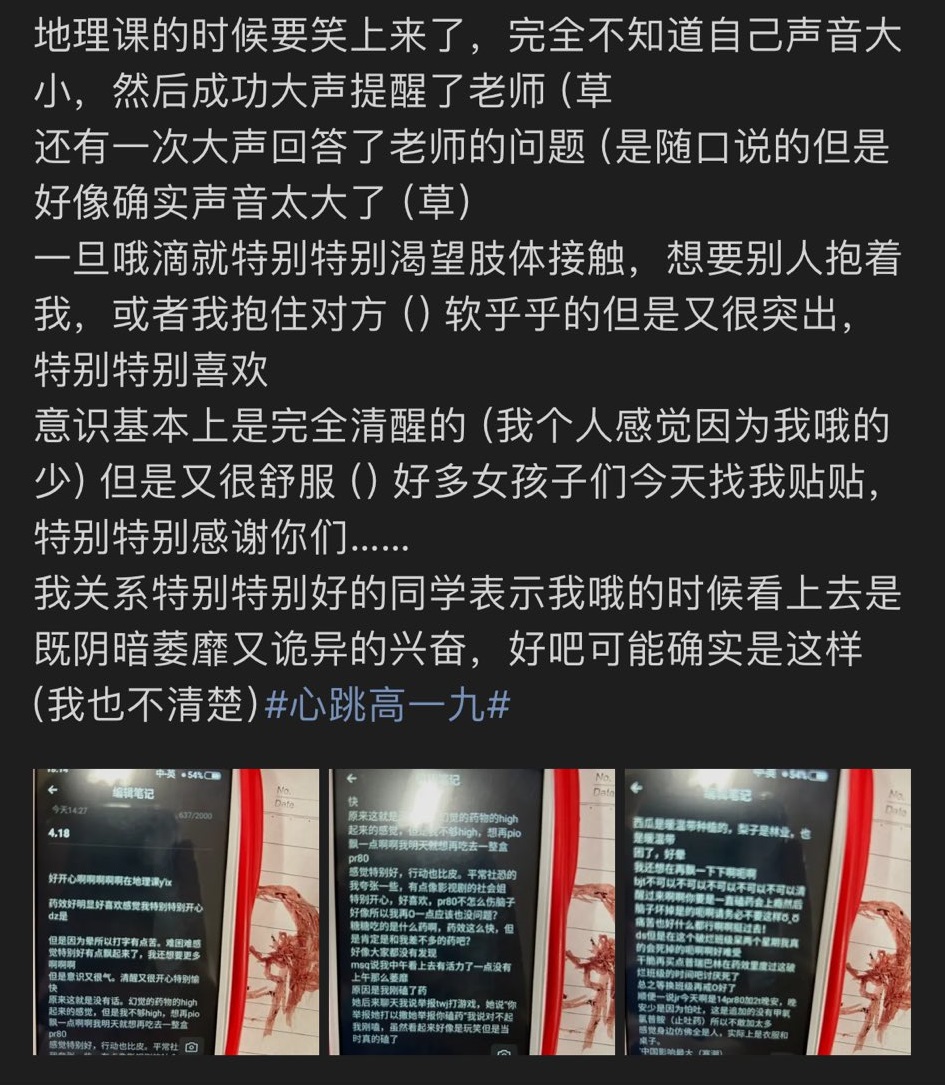 地理课的时候要笑上来了，完全不知道自己声音大
小，然后成功大声提醒了老师（草
还有一次大声回答了老师的问题（是随口说的但是
好像确实声音太大了（草）
一旦哦滴就特别特别渴望肢体接触，想要别人抱着
我，或者我抱住对方（）软乎乎的但是又很突出，
特别特别喜欢
意识基本上是完全清醒的（我个人感觉因为我哦的
少）但是又很舒服（）好多女孩子们今天找我贴贴，
特别特别感谢你们……
我关系特别特别好的同学表示我哦的时候看上去是
既阴暗萎靡又诡异的兴奋，好吧可能确实是这样
（我也不清楚）#心跳高一九#
中·英 54%
编辑笔记
今天14:27
637/2000
4.18
好开心啊啊啊啊啊在地理课
药效好明显好喜欢感觉我特别特别开心
dz是
但是因为晕所以打字有点苦。难困难感
觉特别好有点飘起来了，我还想要更多
啊啊啊
但是意识又很气。清醒又很开心特别愉
快
原来这就是没有话。幻觉的药物的high
起来的感觉，但是我不够high，想再pio
飘一点啊啊我明天就想再吃去一整盒
pr80
感觉特别好，行动也比皮。平常社
No.
Date
笔记
快
原来这就是 幻觉的药物的high
起来的感觉，但是我不够high，想再pio
飘一点啊啊我明天就想再吃去一整盒
pr80
感觉特别好，行动也比皮。平常社恐的
我夸张一些，有点像影视剧的社会姐
特别开心，好喜欢，pr80不怎么伤脑子
好像所以我再0一点应该也没问题？
糖糖吃的是什么药啊，药效这么快，但
是肯定是和我差不多的药吧？
好像大家都没有发现
msq说我中午看上去有活力了一点没有
上午那么萎靡
原因是我刚磕了药
她后来聊天我说举报twj打游戏，她说“你
举报她打以撒她举报你磕药”我说对不起
我刚嗑，虽然看起来好像是玩笑但是当
时真的磕了
No.
Date
中·英 54%
编辑笔记
西瓜是暖温带种植的，梨子是林业，也
是暖温带
困了，好晕
我还想在再飘一下下啊呃啊
bjt不可以不可以不可以不可以不可以清
醒过来啊啊你要是一直磕药会上瘾然后
脑子坏掉是的呃啊请务必不要这样
痛苦也好什么都行啊啊挺过去！
ds但是在这个破烂班级呆两个星期我真
的会死掉的呃啊啊好难受
干脆再买点普瑞巴林在药效里度过这破
烂班级的时间吧讨厌死了
总之等换班级再戒0好了
顺便一说jr今天啊是14pr80加2t晚安，晚
安少是因为怕吐，这是追加的没有甲氧
氯普胺（止吐药）所以不敢加太多
感觉身边仿佛全是人，实际上是衣服和
桌子。
No.
Date